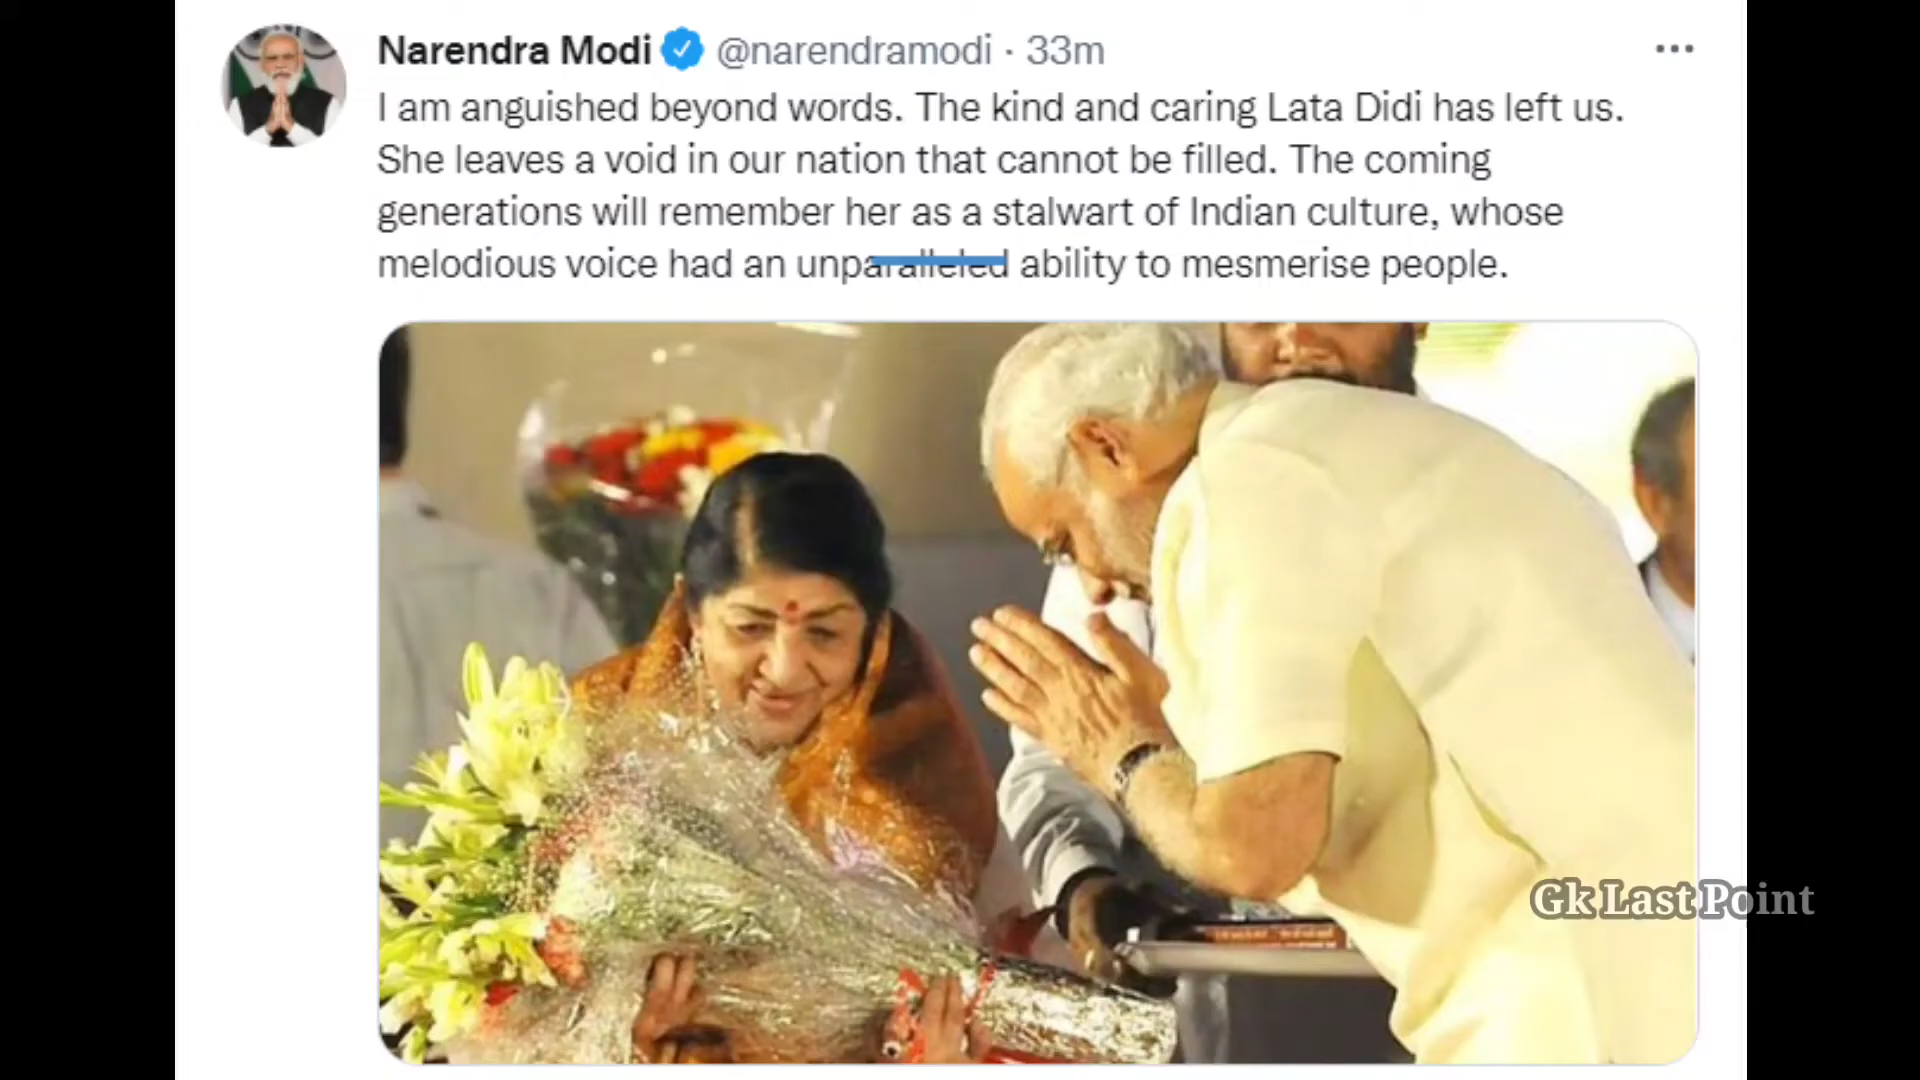 Narendra Modi @narendramodi · 33m
I am anguished beyond words. The kind and caring Lata Didi has left us.
She leaves a void in our nation that cannot be filled. The coming
generations will remember her as a stalwart of Indian culture, whose
melodious voice had an unparalleled ability to mesmerise people.
Gk Last Point